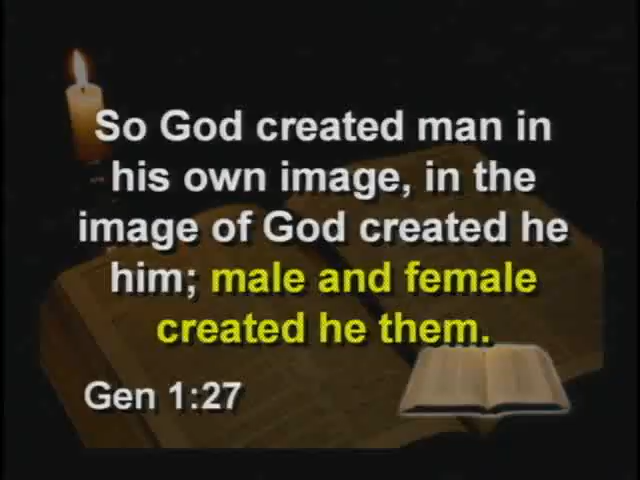 So God created man in
his own image, in the
image of God created he
him; male and female
created he them.
Gen 1:27